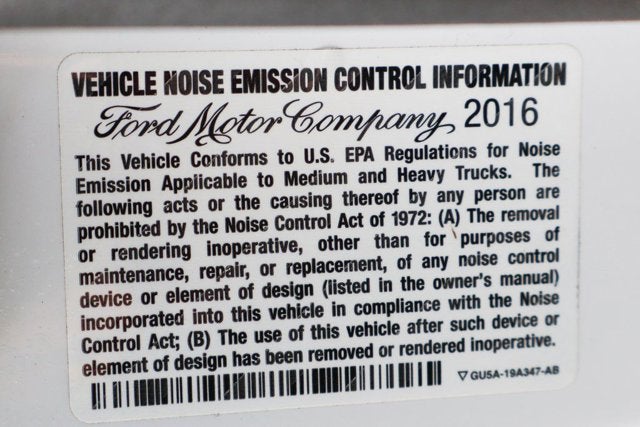 VEHICLE NOISE EMISSION CONTROL INFORMATION
Ford Motor Company 2016
This Vehicle Conforms to U.S. EPA Regulations for Noise
Emission Applicable to Medium and Heavy Trucks. The
following acts or the causing thereof by any person are
prohibited by the Noise Control Act of 1972: (A) The removal
or rendering inoperative, other than for purposes of
maintenance, repair, or replacement, of any noise control
device or element of design (listed in the owner's manual)
incorporated into this vehicle in compliance with the Noise
Control Act; (B) The use of this vehicle after such device or
element of design has been removed or rendered inoperative.
▽ GU5A-19A347-AB